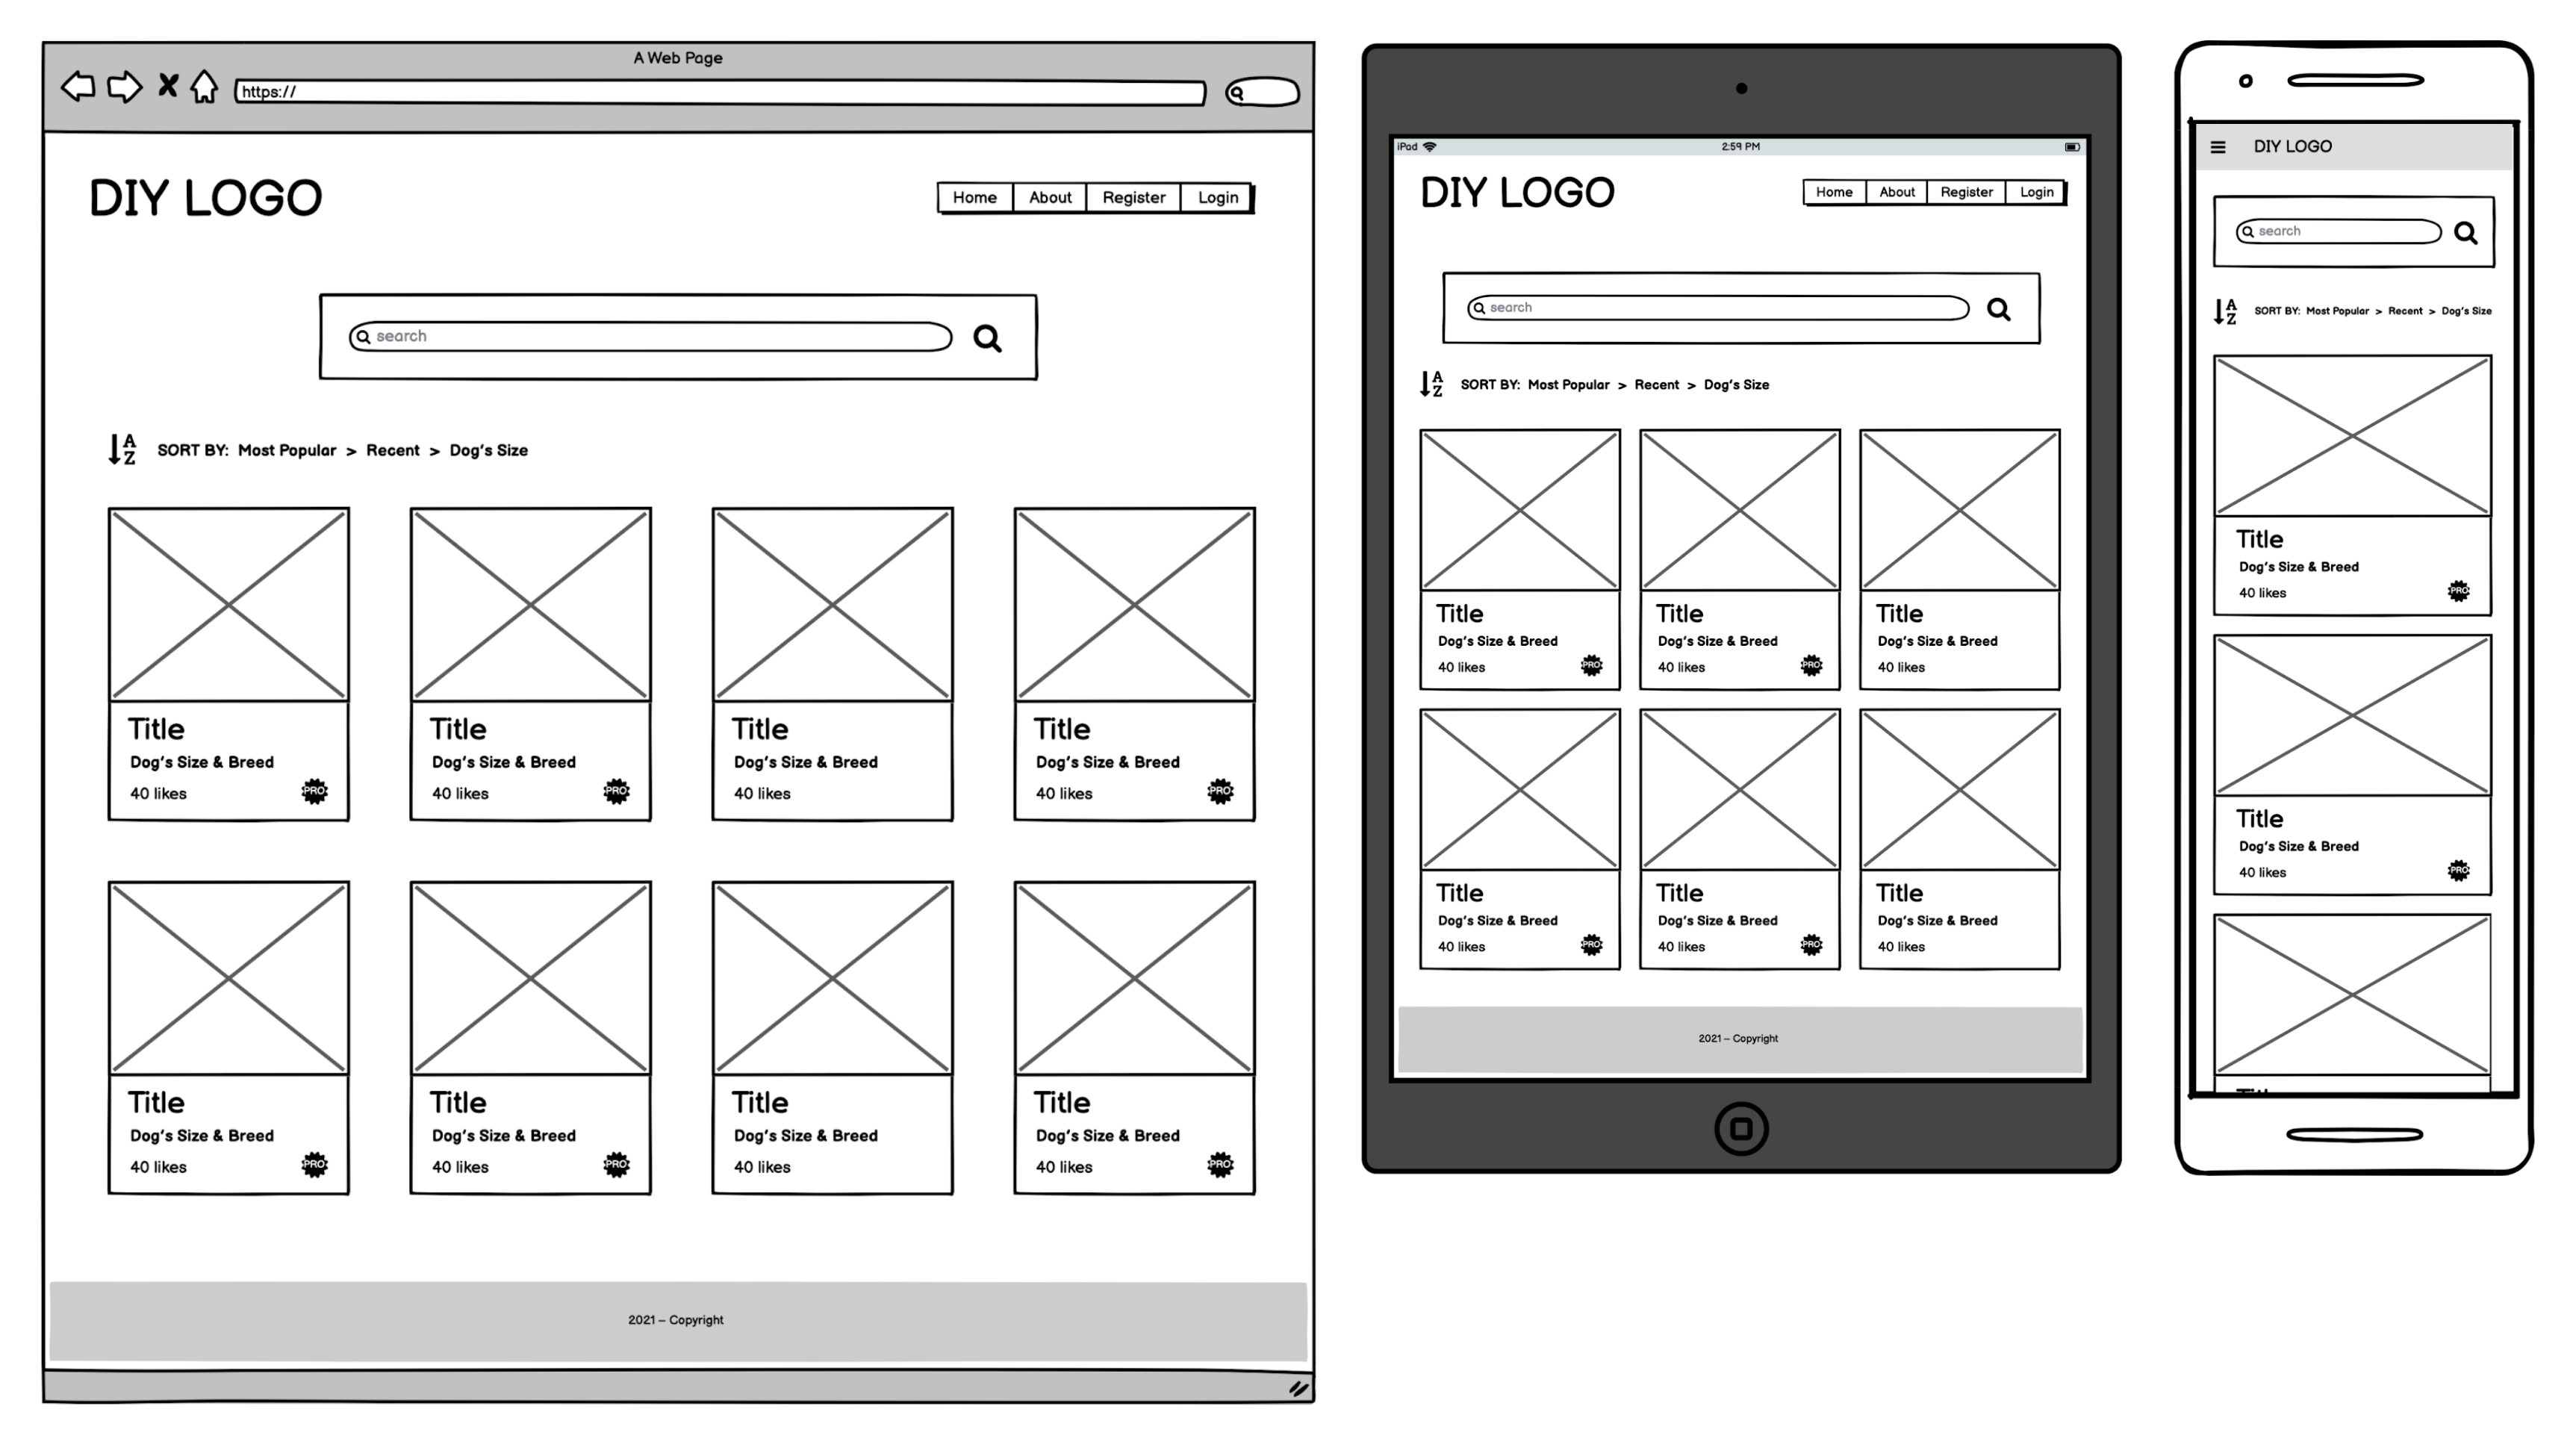 A Web Page
https://
DIY LOGO
Home About Register Login
search
A
Z
SORT BY: Most Popular > Recent > Dog's Size
Title Title Title Title
Dog's Size & Breed Dog's Size & Breed Dog's Size & Breed Dog's Size & Breed
40 likes PRO 40 likes PRO 40 likes 40 likes PRO
Title Title Title Title
Dog's Size & Breed Dog's Size & Breed Dog's Size & Breed Dog's Size & Breed
40 likes PRO 40 likes PRO 40 likes 40 likes PRO
2021 – Copyright
iPad 2:59 PM
DIY LOGO
Home About Register Login
search
A
Z
SORT BY: Most Popular > Recent > Dog's Size
Title Title Title
Dog's Size & Breed Dog's Size & Breed Dog's Size & Breed
40 likes PRO 40 likes PRO 40 likes
Title Title Title
Dog's Size & Breed Dog's Size & Breed Dog's Size & Breed
40 likes PRO 40 likes PRO 40 likes
2021 – Copyright
DIY LOGO
search
A
Z
SORT BY: Most Popular > Recent > Dog's Size
Title
Dog's Size & Breed
40 likes PRO
Title
Dog's Size & Breed
40 likes PRO